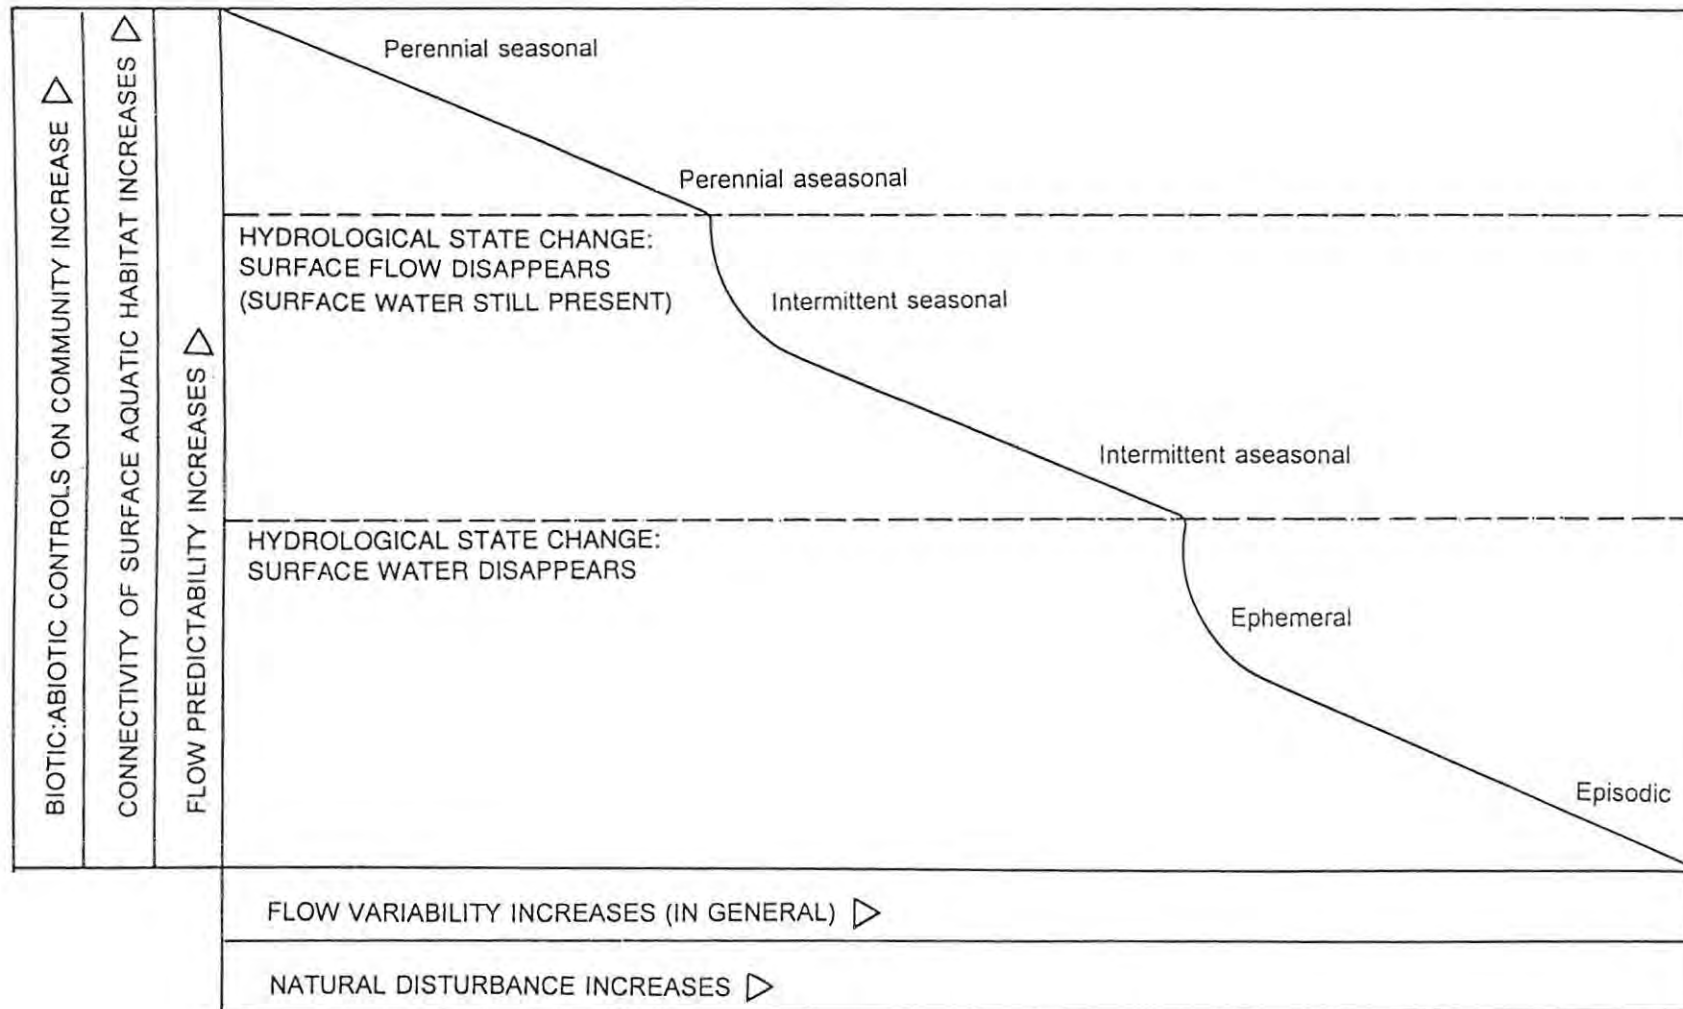 BIOTIC:ABIOTIC CONTROLS ON COMMUNITY INCREASE
CONNECTIVITY OF SURFACE AQUATIC HABITAT INCREASES
FLOW PREDICTABILITY INCREASES
Perennial seasonal
Perennial aseasonal
HYDROLOGICAL STATE CHANGE:
SURFACE FLOW DISAPPEARS
(SURFACE WATER STILL PRESENT)
Intermittent seasonal
Intermittent aseasonal
HYDROLOGICAL STATE CHANGE:
SURFACE WATER DISAPPEARS
Ephemeral
Episodic
FLOW VARIABILITY INCREASES (IN GENERAL)
NATURAL DISTURBANCE INCREASES